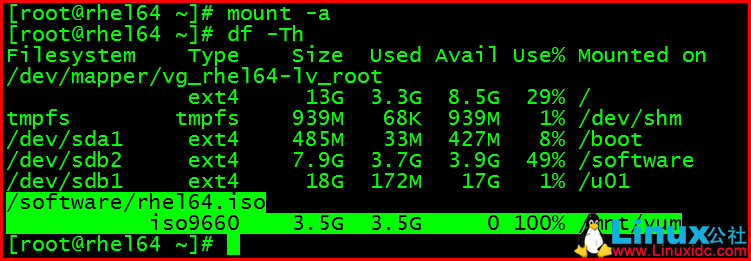 [root@rhel64 ~]# mount -a
[root@rhel64 ~]# df -Th
Filesystem    Type    Size  Used Avail Use% Mounted on
/dev/mapper/vg_rhel64-lv_root
              ext4     13G  3.3G  8.5G  29% /
tmpfs        tmpfs    939M   68K  939M   1% /dev/shm
/dev/sda1     ext4    485M   33M  427M   8% /boot
/dev/sdb2     ext4    7.9G  3.7G  3.9G  49% /software
/dev/sdb1     ext4     18G  172M   17G   1% /u01
/software/rhel64.iso
           iso9660    3.5G  3.5G     0 100% /mnt/yum
[root@rhel64 ~]#
Linux公社
www.Linuxidc.com